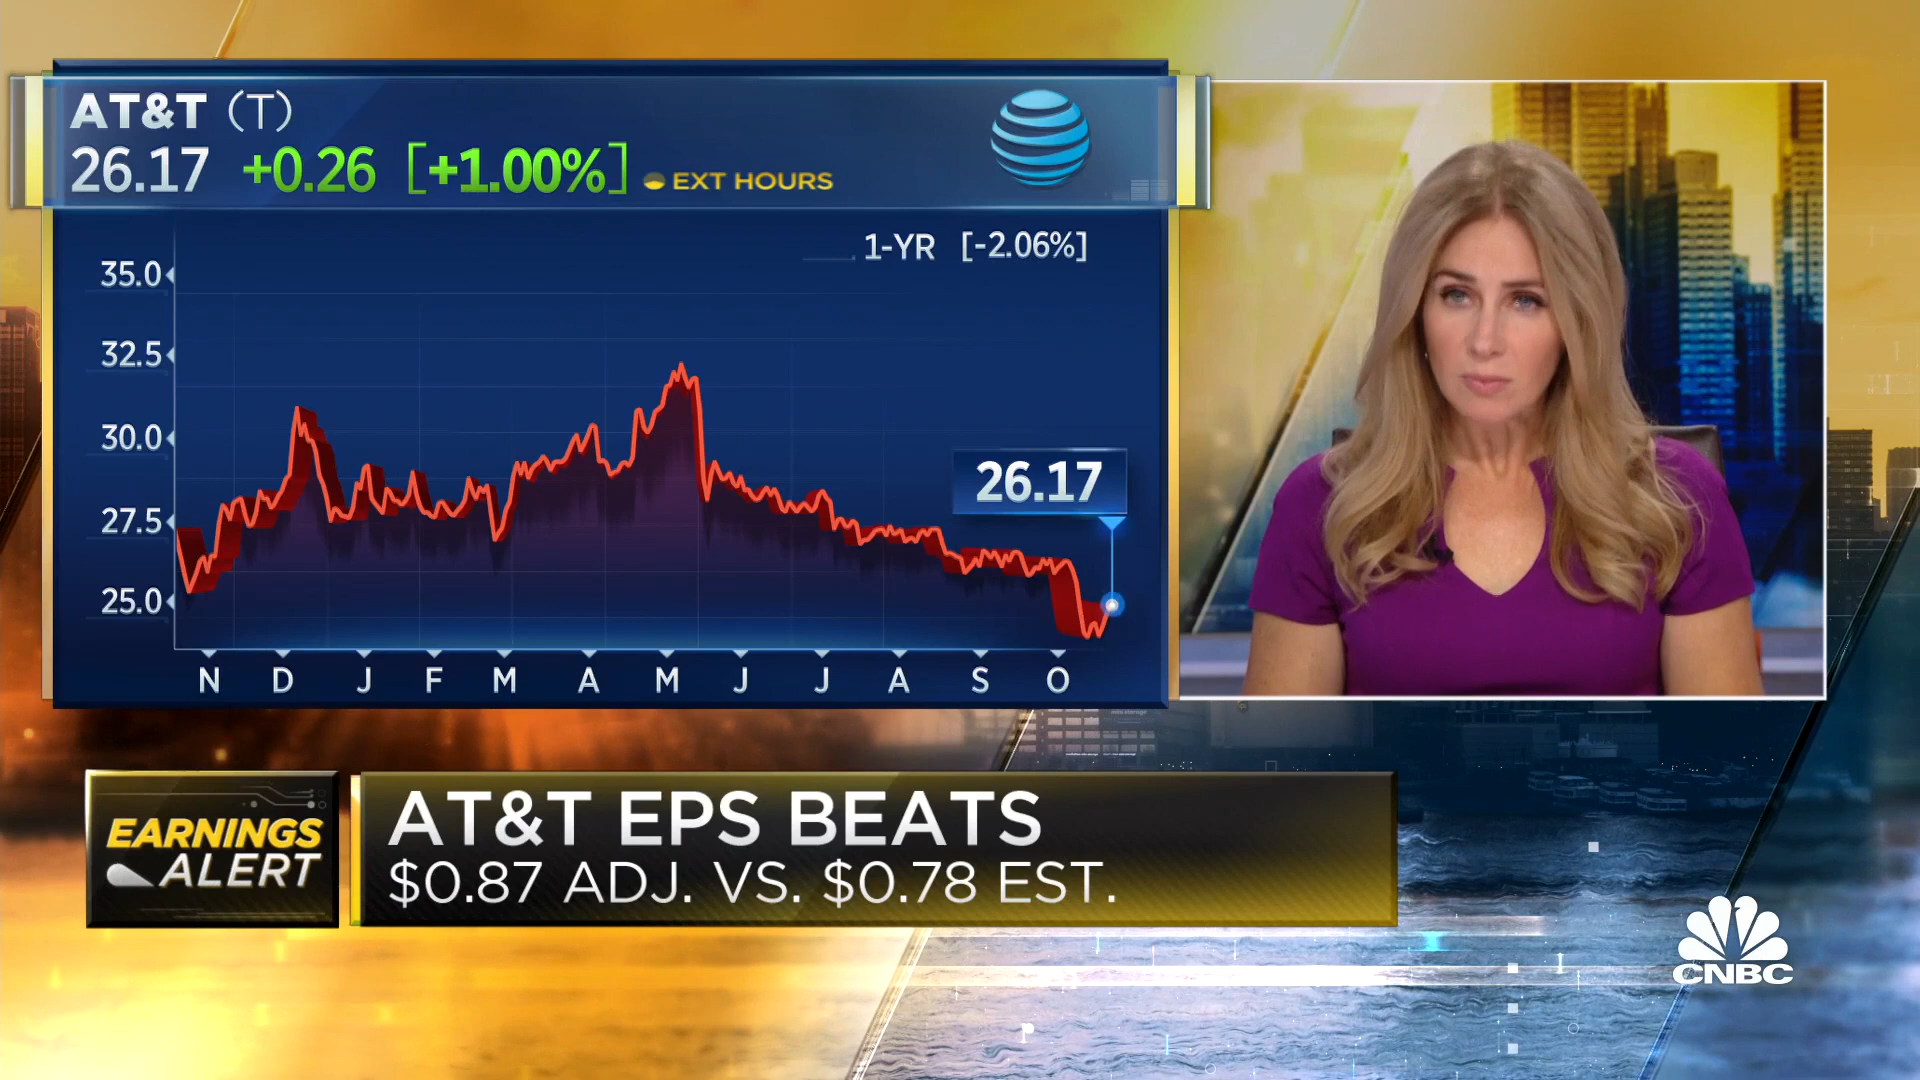 AT&T (T)
26.17 +0.26 [+1.00%] EXT HOURS
1-YR [-2.06%]
35.0
32.5
30.0
27.5
25.0
26.17
N D J F M A M J J A S O
EARNINGS
ALERT
AT&T EPS BEATS
$0.87 ADJ. VS. $0.78 EST.
CNBC